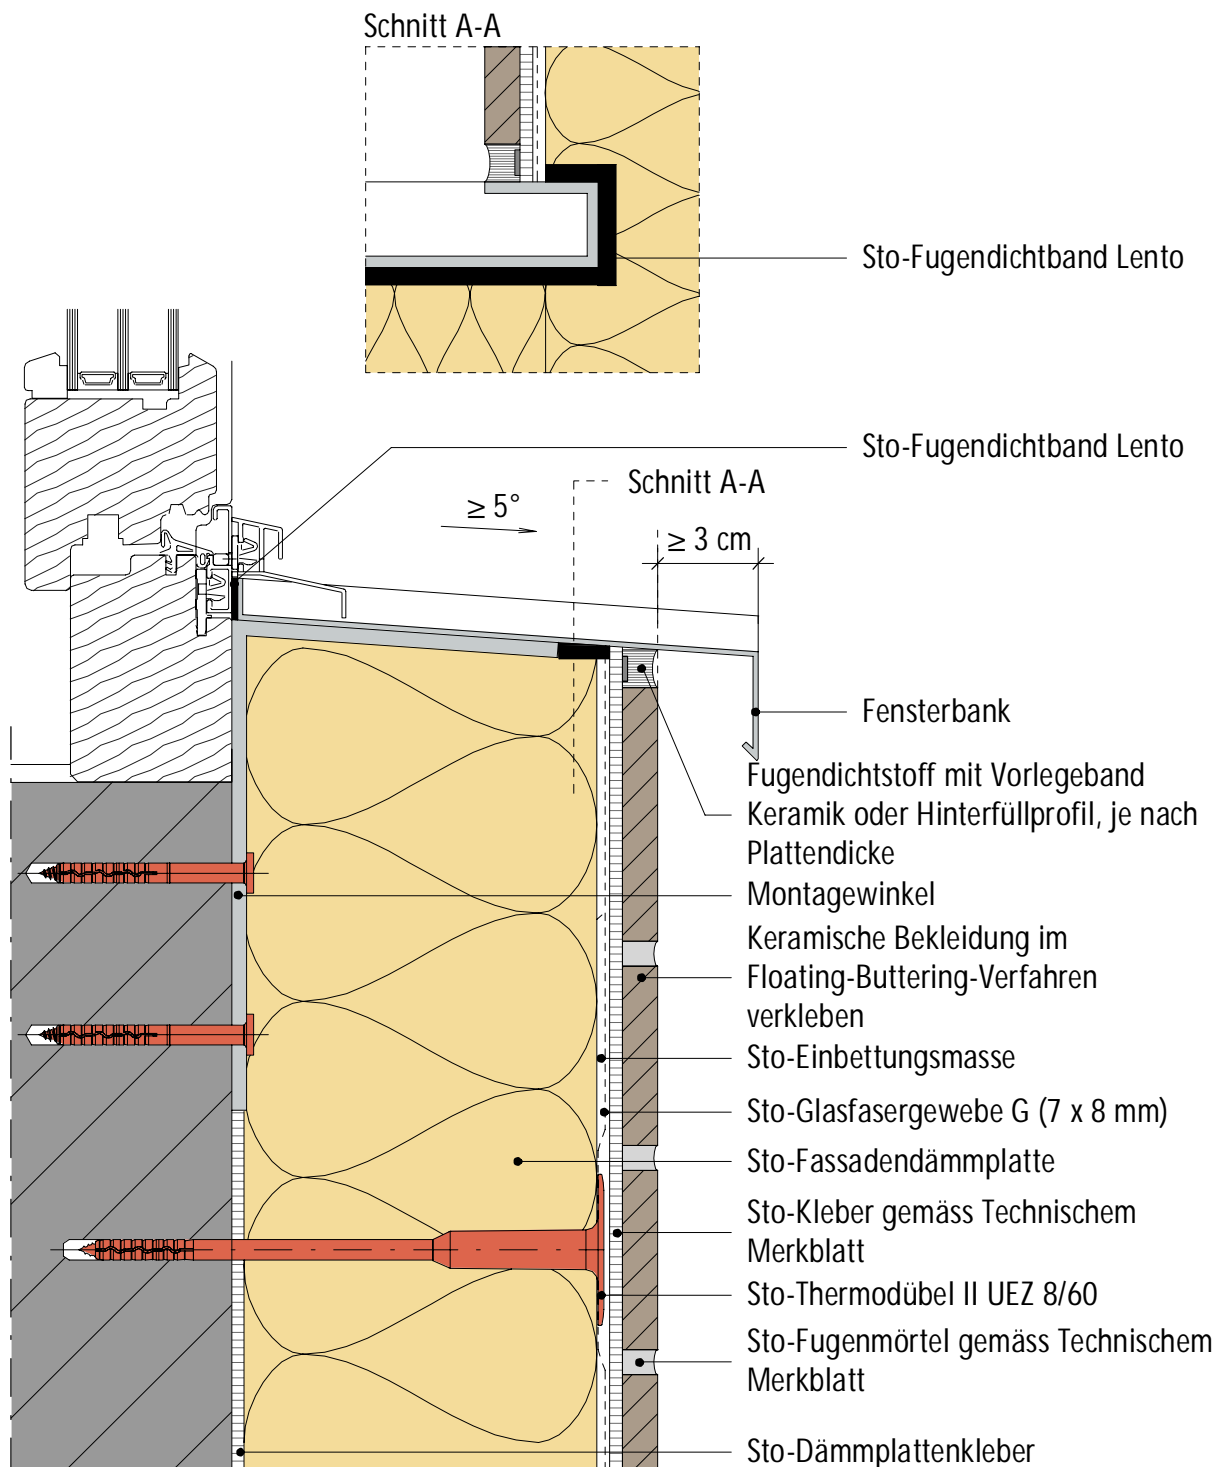 Schnitt A-A
Sto-Fugendichtband Lento
Sto-Fugendichtband Lento
Schnitt A-A
≥ 5°
≥ 3 cm
Fensterbank
Fugendichtstoff mit Vorlegeband
Keramik oder Hinterfüllprofil, je nach
Plattendicke
Montagewinkel
Keramische Bekleidung im
Floating-Buttering-Verfahren
verkleben
Sto-Einbettungsmasse
Sto-Glasfasergewebe G (7 x 8 mm)
Sto-Fassadendämmplatte
Sto-Kleber gemäss Technischem
Merkblatt
Sto-Thermodübel II UEZ 8/60
Sto-Fugenmörtel gemäss Technischem
Merkblatt
Sto-Dämmplattenkleber